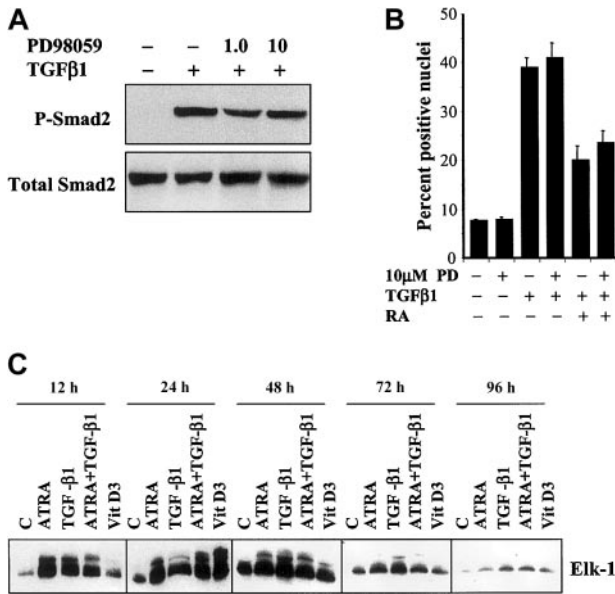 A
PD98059 – – 1.0 10
TGFβ1 – + + +
P-Smad2
Total Smad2
B
Percent positive nuclei
50
40
30
20
10
0
10μM PD – + – + – +
TGFβ1 – – + + + +
RA – – – – + +
C
12 h 24 h 48 h 72 h 96 h
C ATRA TGF -β1 ATRA+TGF-β1 Vit D3 C ATRA TGF -β1 ATRA+TGF-β1 Vit D3 C ATRA TGF -β1 ATRA+TGF-β1 Vit D3 C ATRA TGF -β1 ATRA+TGF-β1 Vit D3 C ATRA TGF -β1 ATRA+TGF-β1 Vit D3
Elk-1